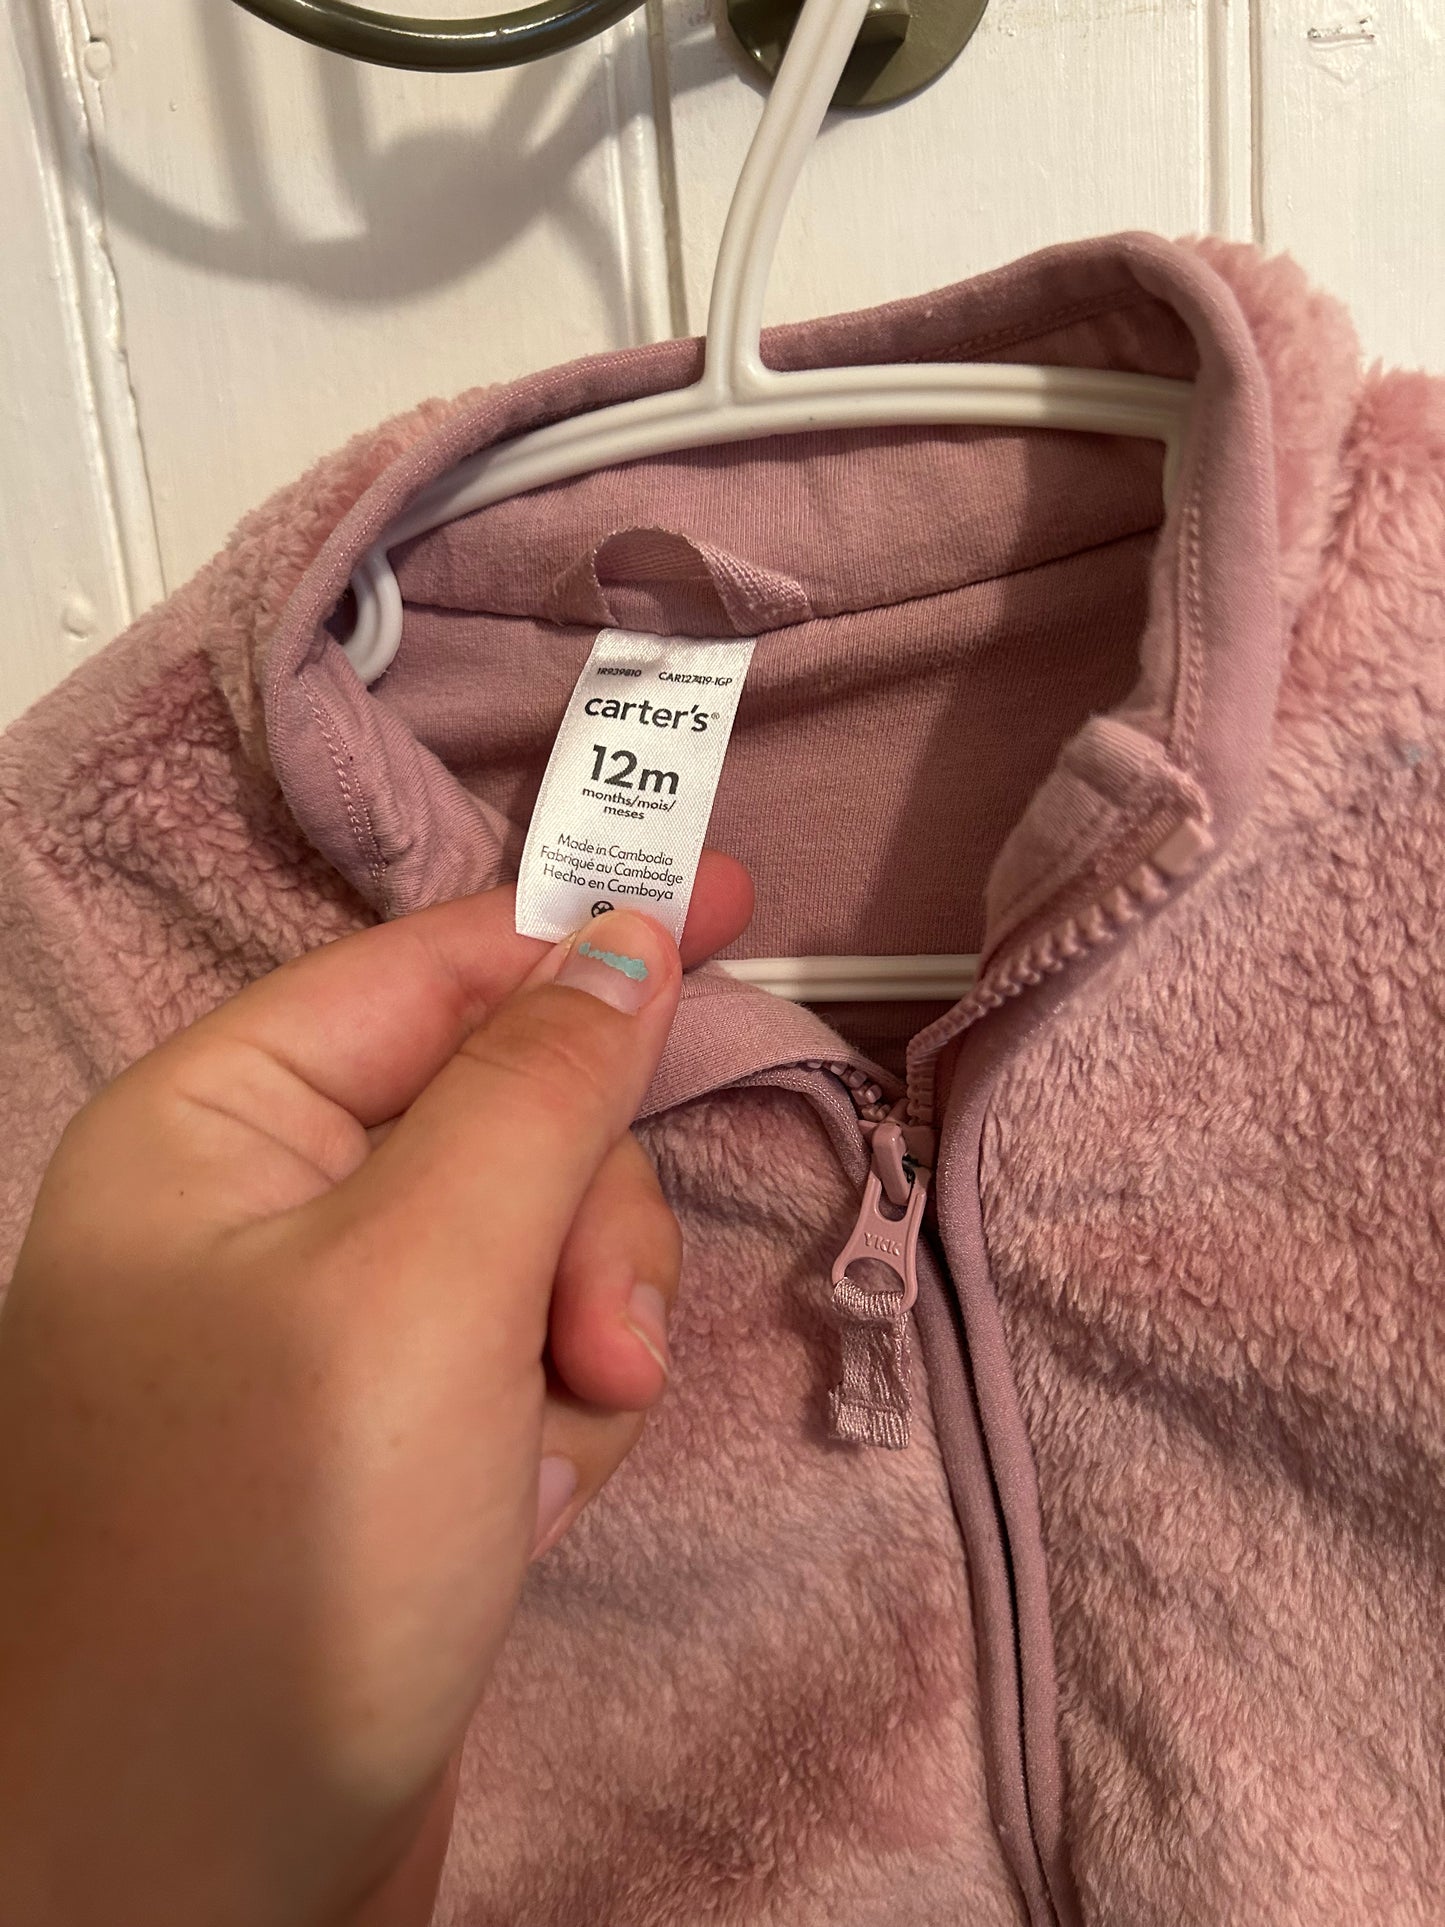 1R939810 CAR127419-1GP
carter's®
12m
months/mois/
meses
Made in Cambodia
Fabriqué au Cambodge
Hecho en Camboya
YKK